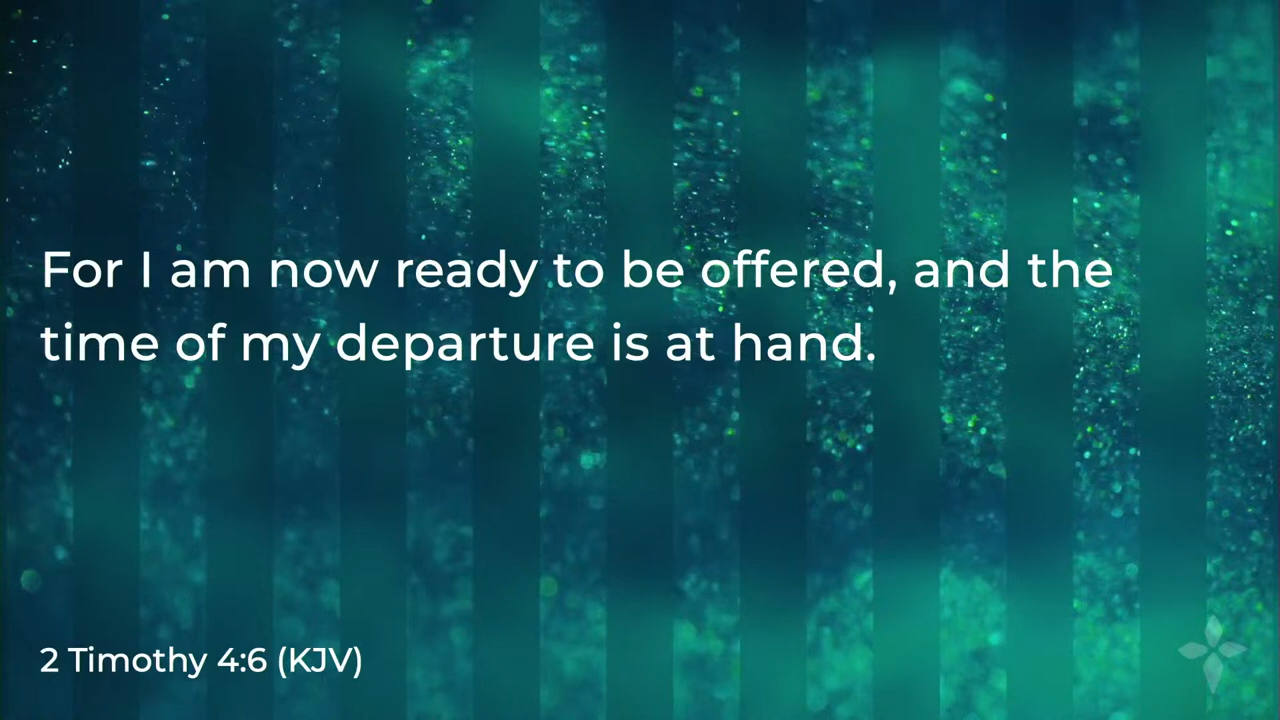 For I am now ready to be offered, and the
time of my departure is at hand.
2 Timothy 4:6 (KJV)